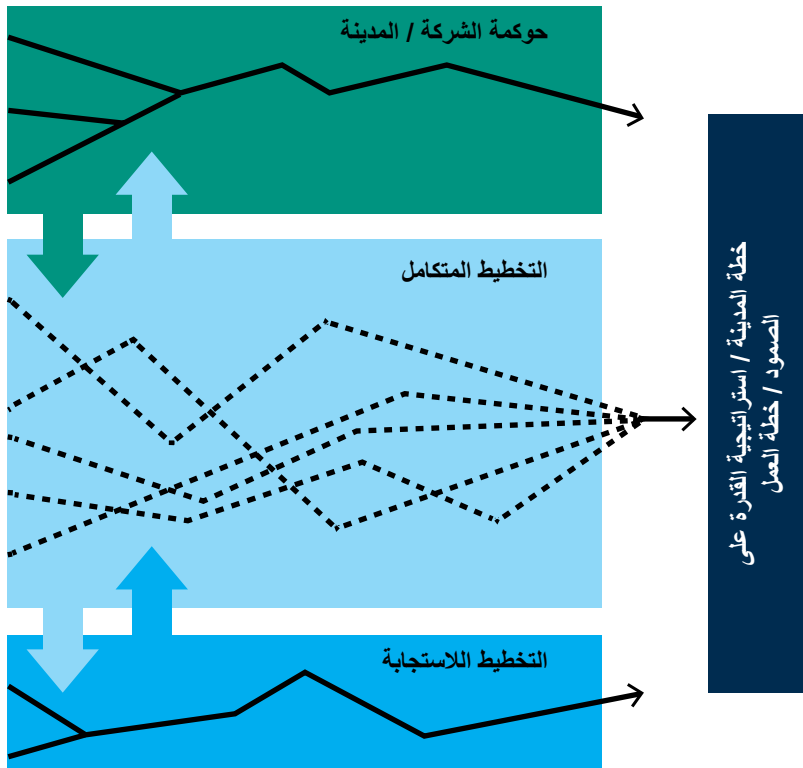 حوكمة الشركة / المدينة
التخطيط المتكامل
التخطيط اللاستجابة
خطة المدينة / استراتيجية القدرة على
الصمود / خطة العمل